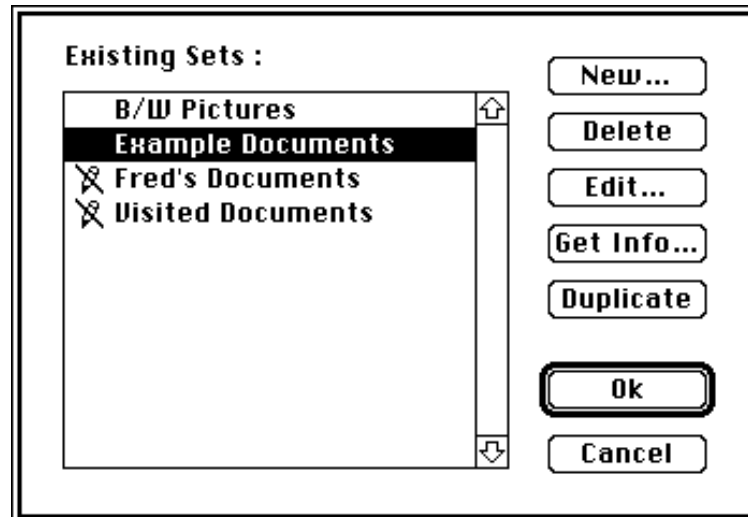 Existing Sets :
B/W Pictures
Example Documents
Fred's Documents
Visited Documents
New...
Delete
Edit...
Get Info...
Duplicate
Ok
Cancel